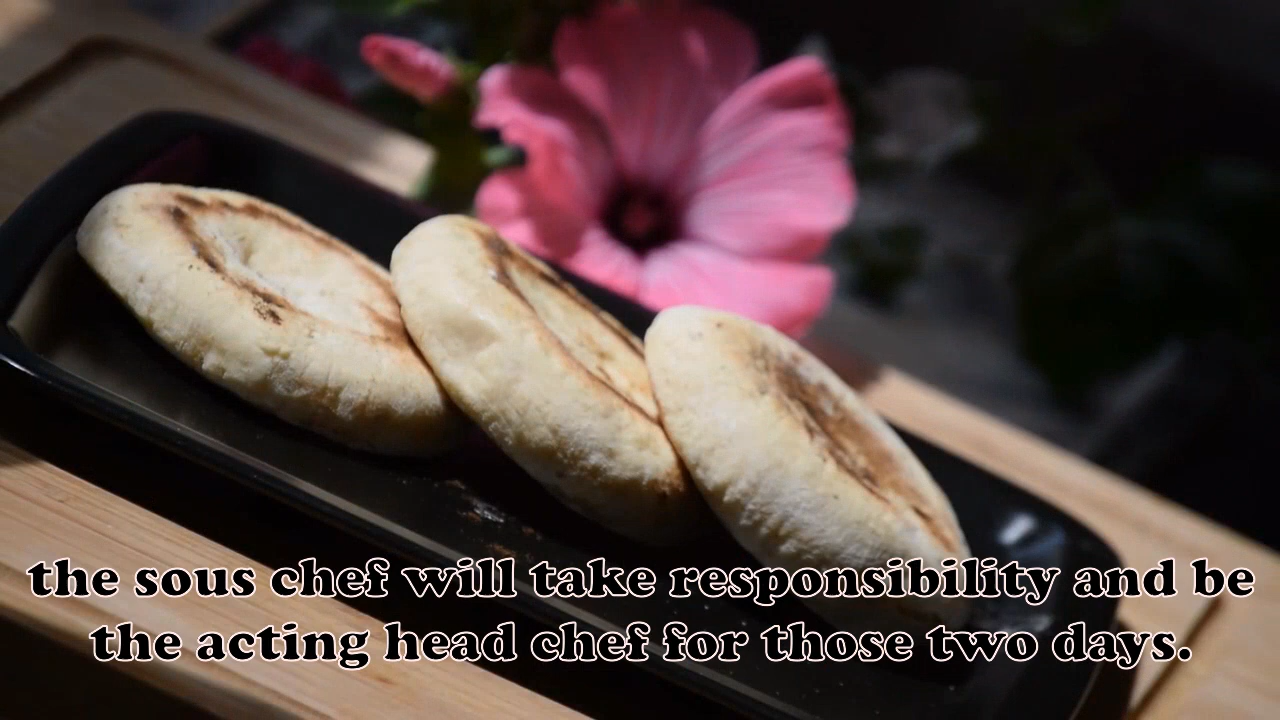 the sous chef will take responsibility and be
the acting head chef for those two days.